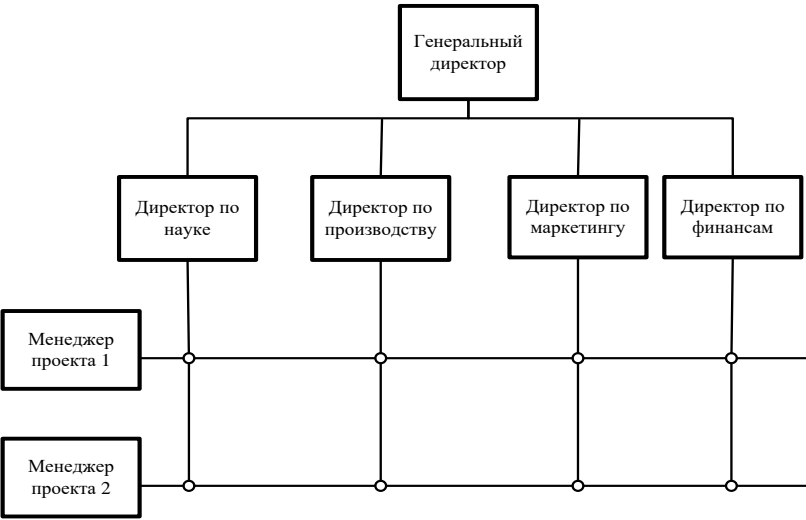 Генеральный
директор
Директор по
науке
Директор по
производству
Директор по
маркетингу
Директор по
финансам
Менеджер
проекта 1
Менеджер
проекта 2